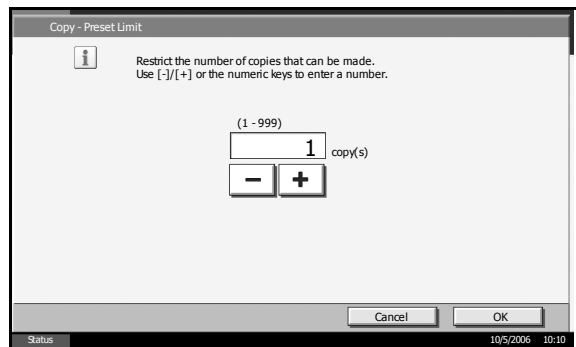 Copy - Preset Limit
Restrict the number of copies that can be made.
Use [-]/[+] or the numeric keys to enter a number.
(1 - 999)
1 copy(s)
− +
Cancel OK
Status 10/5/2006 10:10